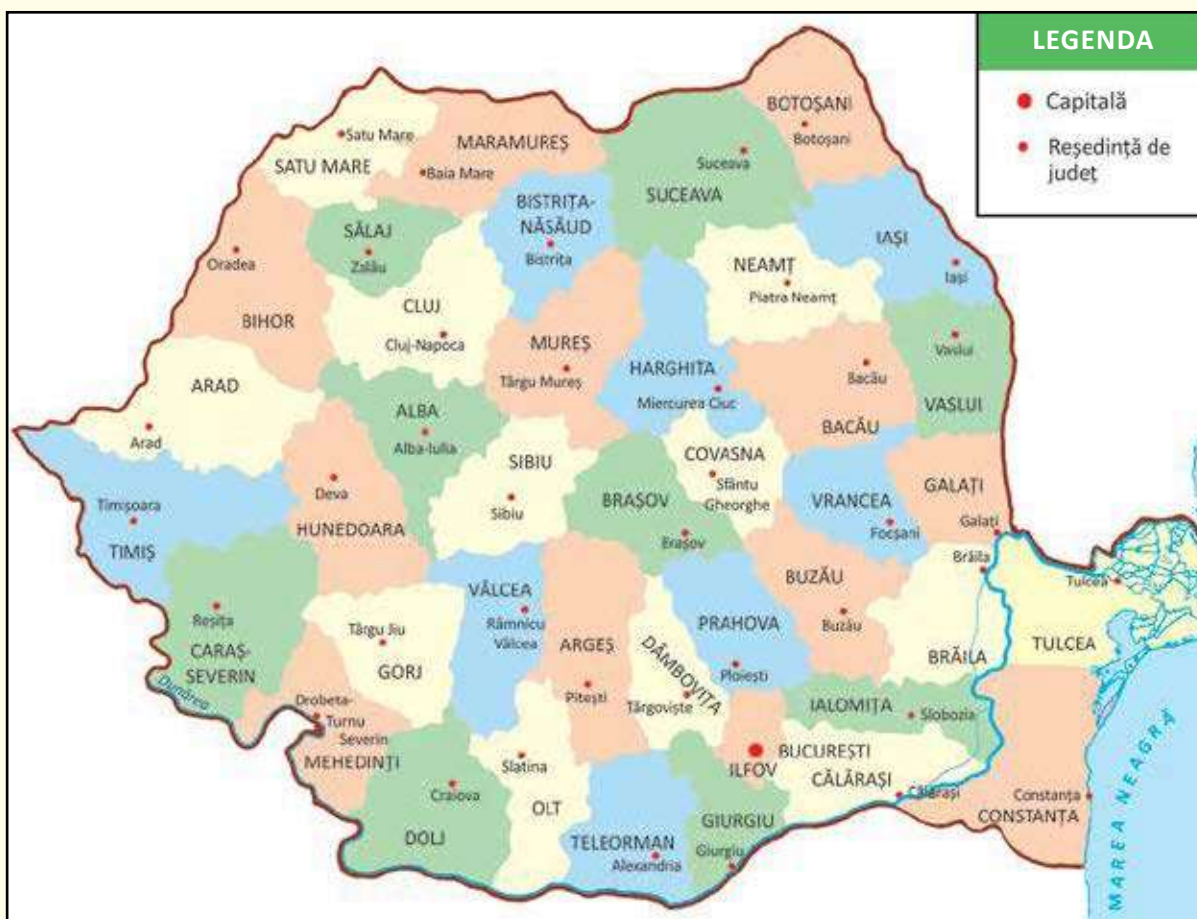 LEGENDA
Capitală
Reședință de
județ
BOTOȘANI
Botoșani
Satu Mare
SATU MARE
MARAMUREȘ
Baia Mare
Suceava
SUCEAVA
BISTRIȚA-
NĂSĂUD
Bistrița
SĂLAJ
Zalău
Oradea
BIHOR
IAȘI
Iași
NEAMȚ
Piatra Neamț
CLUJ
Cluj-Napoca
MUREȘ
Târgu Mureș
HARGHITA
Miercurea Ciuc
Bacău
BACĂU
Vaslui
VASLUI
ARAD
Arad
ALBA
Alba-Iulia
SIBIU
Sibiu
COVASNA
Sfântu
Gheorghe
BRAȘOV
Brașov
VRANCEA
Focșani
GALAȚI
Galați
Timișoara
TIMIȘ
Deva
HUNEDOARA
Brăila
BRĂILA
Tulcea
TULCEA
BUZĂU
Buzău
VÂLCEA
Râmnicu
Vâlcea
Reșița
CARAȘ-
SEVERIN
Târgu Jiu
GORJ
ARGEȘ
Pitești
DÂMBOVIȚA
Târgoviște
PRAHOVA
Ploiești
IALOMIȚA
Slobozia
Dunărea
Drobeta-
Turnu
Severin
MEHEDINȚI
Slatina
OLT
Craiova
DOLJ
BUCUREȘTI
ILFOV
CĂLĂRAȘI
Călărași
Constanța
CONSTANȚA
GIURGIU
Giurgiu
TELEORMAN
Alexandria
MAREA NEAGRĂ